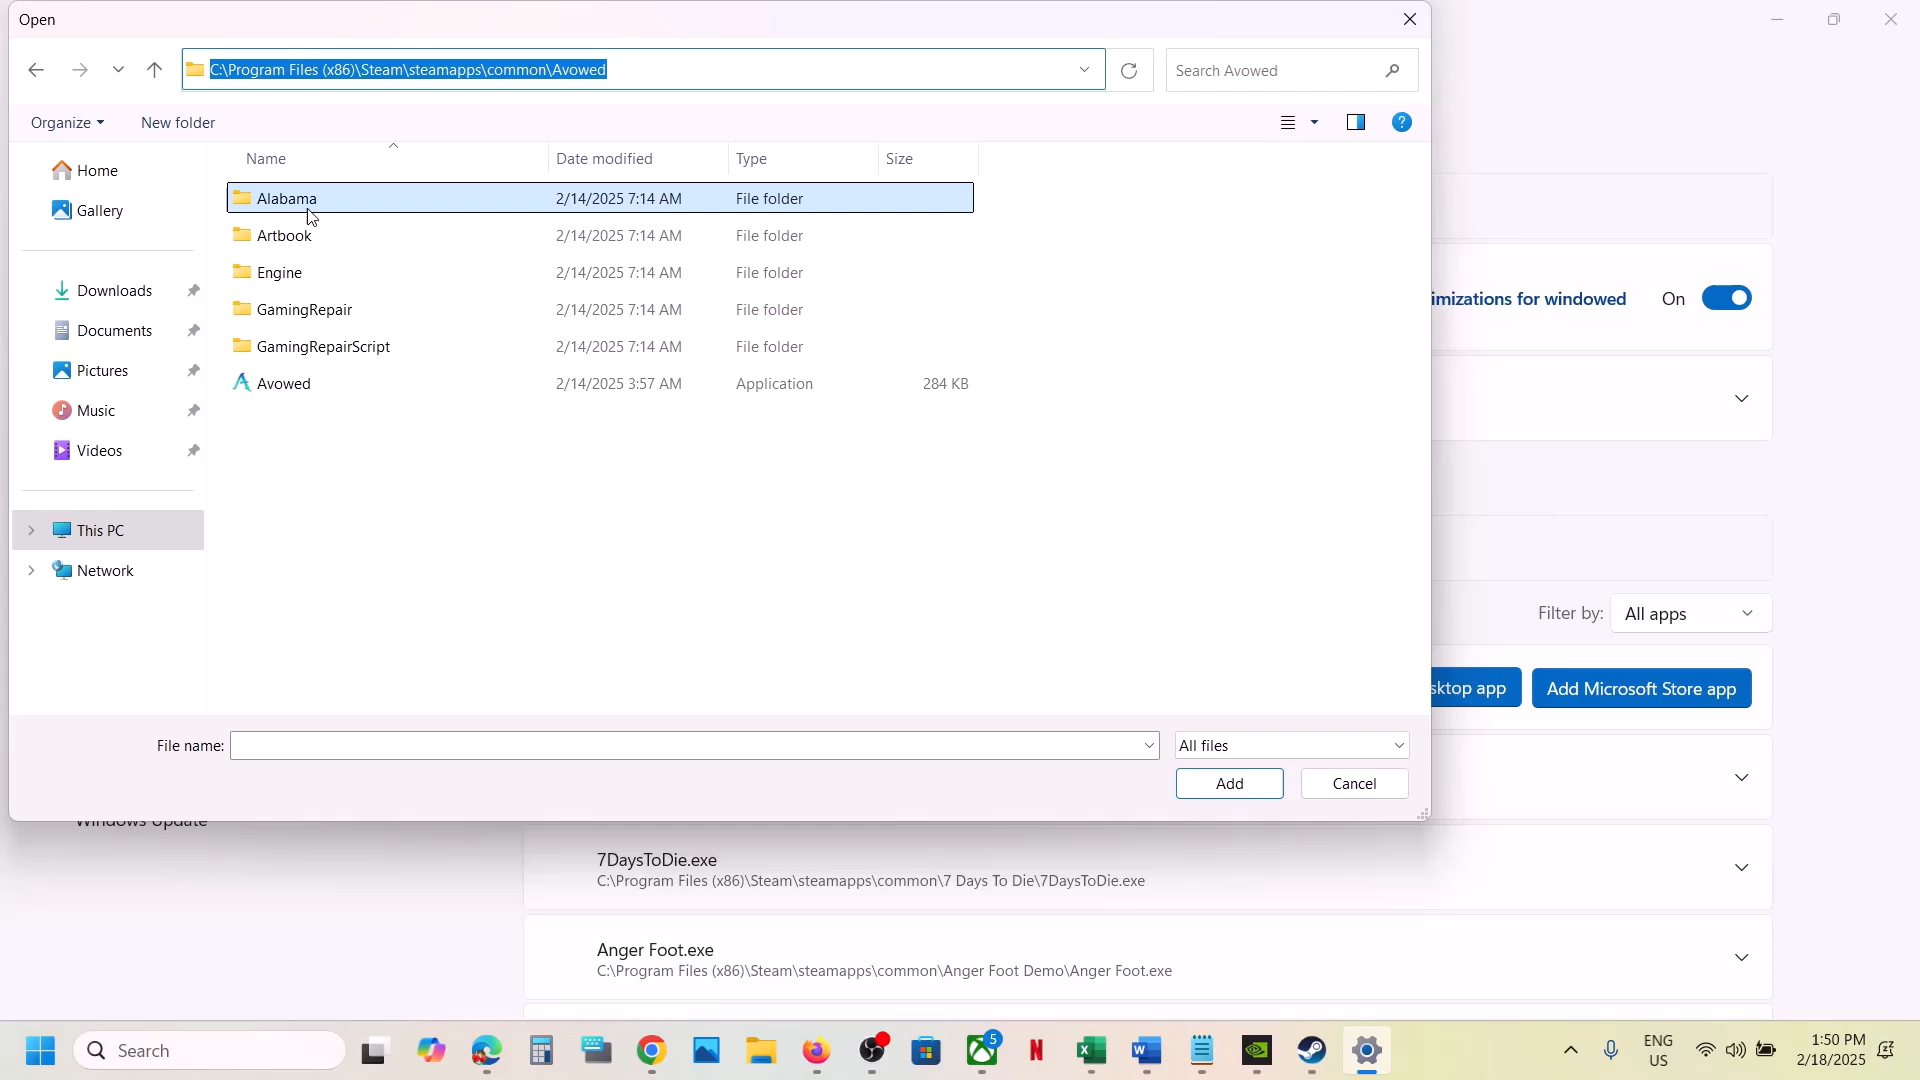 Open
C:\Program Files (x86)\Steam\steamapps\common\Avowed
Search Avowed
Organize
New folder
Name
Date modified
Type
Size
Home
Gallery
Downloads
Documents
Pictures
Music
Videos
This PC
Network
Alabama 2/14/2025 7:14 AM File folder
Artbook 2/14/2025 7:14 AM File folder
Engine 2/14/2025 7:14 AM File folder
GamingRepair 2/14/2025 7:14 AM File folder
GamingRepairScript 2/14/2025 7:14 AM File folder
Avowed 2/14/2025 3:57 AM Application 284 KB
File name:
All files
Add
Cancel
imizations for windowed
On
Filter by:
All apps
sktop app
Add Microsoft Store app
Windows Update
7DaysToDie.exe
C:\Program Files (x86)\Steam\steamapps\common\7 Days To Die\7DaysToDie.exe
Anger Foot.exe
C:\Program Files (x86)\Steam\steamapps\common\Anger Foot Demo\Anger Foot.exe
Search
5
ENG
US
1:50 PM
2/18/2025